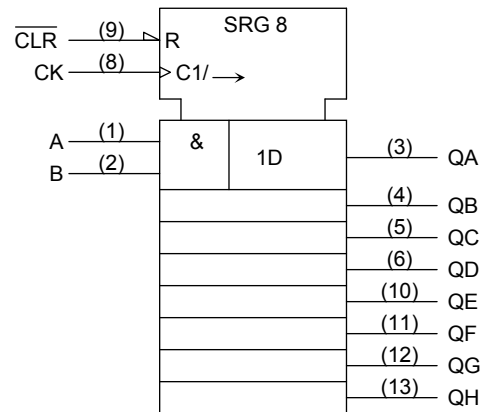 SRG 8
CLR (9) R
CK (8) C1/
A (1) & 1D (3) QA
B (2)
(4) QB
(5) QC
(6) QD
(10) QE
(11) QF
(12) QG
(13) QH